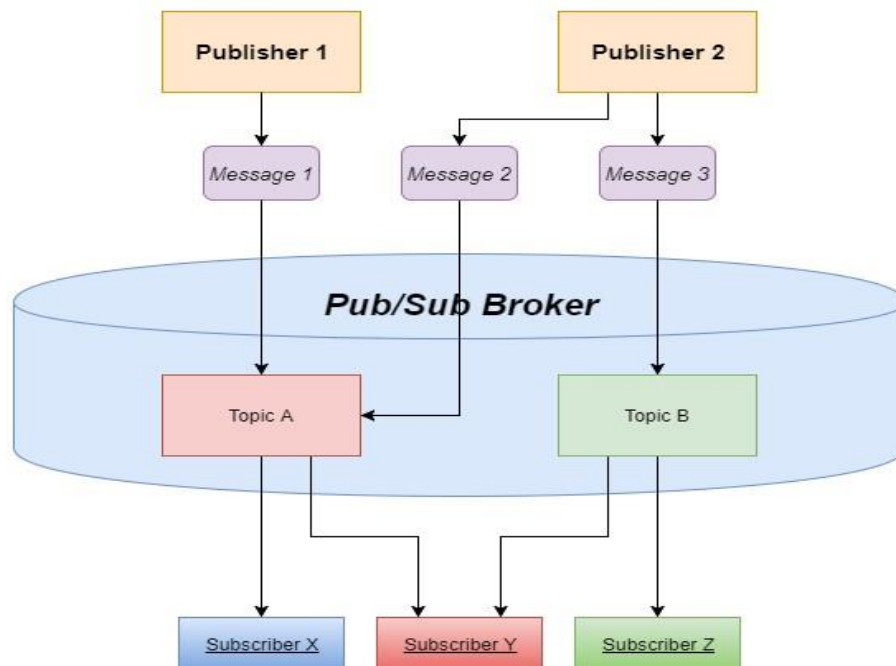 Publisher 1
Publisher 2
Message 1
Message 2
Message 3
Pub/Sub Broker
Topic A
Topic B
Subscriber X
Subscriber Y
Subscriber Z